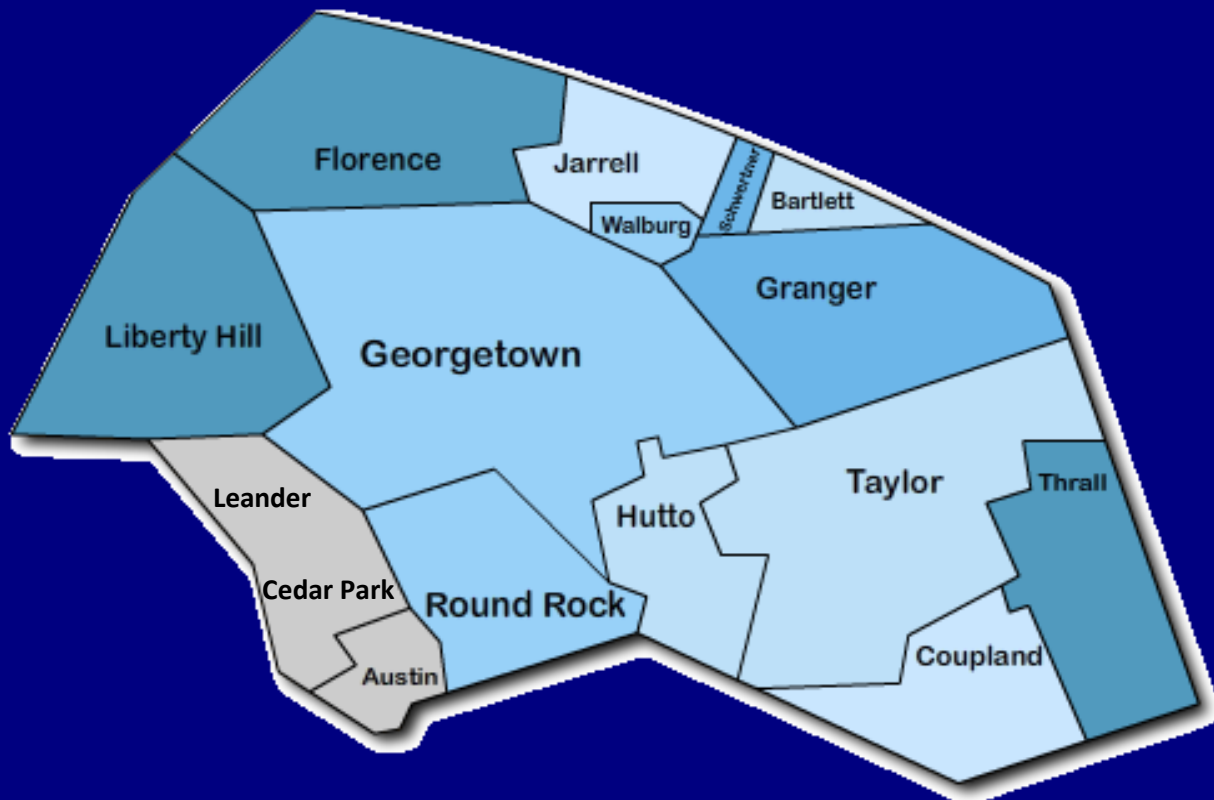 Florence
Jarrell
Schwertner
Bartlett
Walburg
Granger
Liberty Hill
Georgetown
Leander
Hutto
Taylor
Thrall
Cedar Park
Round Rock
Coupland
Austin